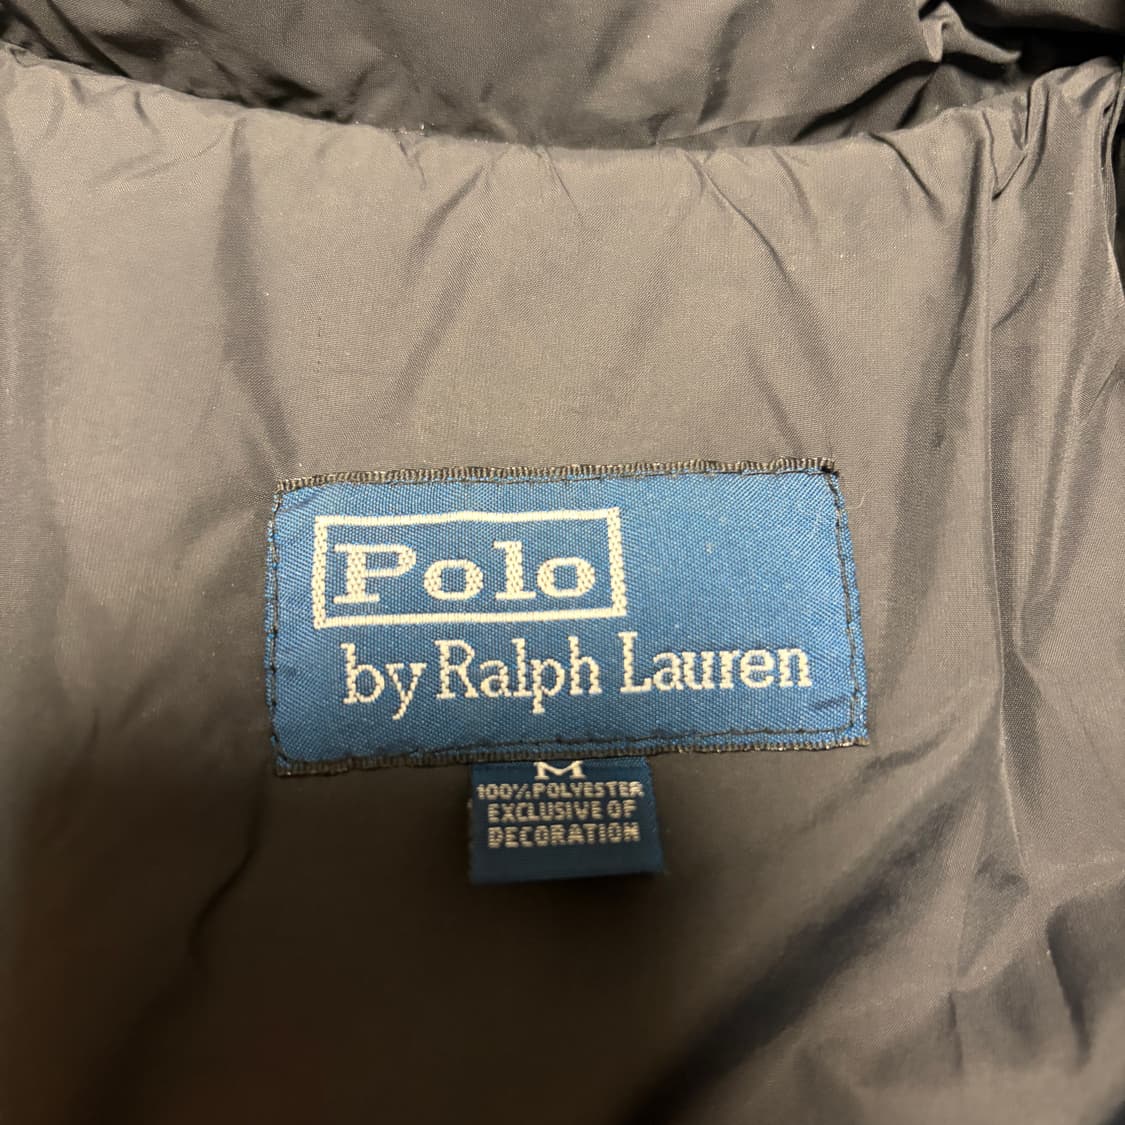 Polo
by Ralph Lauren
M
100% POLYESTER
EXCLUSIVE OF
DECORATION